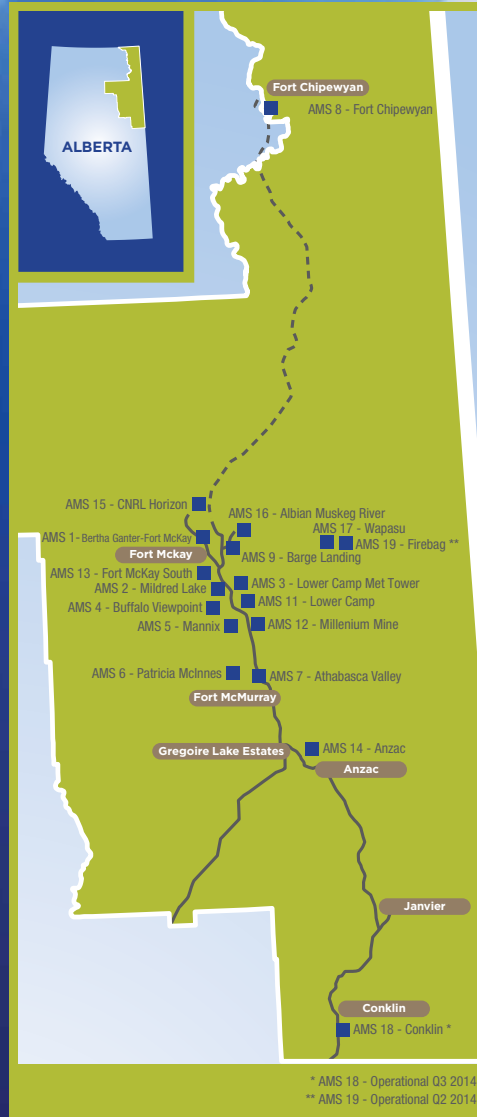 ALBERTA
Fort Chipewyan
AMS 8 - Fort Chipewyan
AMS 15 - CNRL Horizon
AMS 16 - Albian Muskeg River
AMS 17 - Wapasu
AMS 1-Bertha Ganter-Fort McKay
AMS 19 - Firebag **
Fort Mckay
AMS 9 - Barge Landing
AMS 13 - Fort McKay South
AMS 2 - Mildred Lake
AMS 3 - Lower Camp Met Tower
AMS 4 - Buffalo Viewpoint
AMS 11 - Lower Camp
AMS 5 - Mannix
AMS 12 - Millenium Mine
AMS 6 - Patricia McInnes
AMS 7 - Athabasca Valley
Fort McMurray
Gregoire Lake Estates
AMS 14 - Anzac
Anzac
Janvier
Conklin
AMS 18 - Conklin *
* AMS 18 - Operational Q3 2014
** AMS 19 - Operational Q2 2014